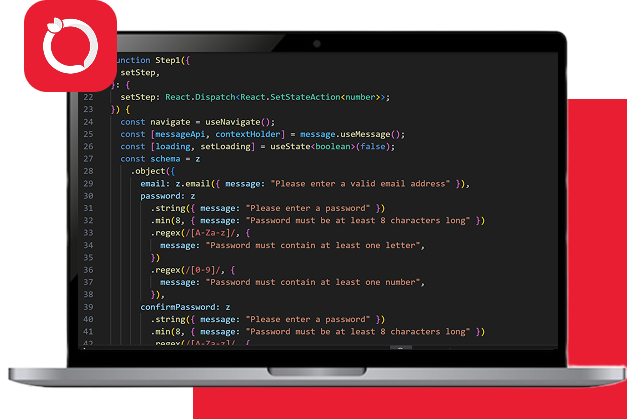 unction Step1({
setStep,
}: {
22 setStep: React.Dispatch<React.SetStateAction<number>>;
23 }) {
24 const navigate = useNavigate();
25 const [messageApi, contextHolder] = message.useMessage();
26 const [loading, setLoading] = useState<boolean>(false);
27 const schema = z
28 .object({
29 email: z.email({ message: "Please enter a valid email address" }),
30 password: z
31 .string({ message: "Please enter a password" })
32 .min(8, { message: "Password must be at least 8 characters long" })
33 .regex(/[A-Za-z]/, {
34 message: "Password must contain at least one letter",
35 })
36 .regex(/[0-9]/, {
37 message: "Password must contain at least one number",
38 }),
39 confirmPassword: z
40 .string({ message: "Please enter a password" })
41 .min(8, { message: "Password must be at least 8 characters long" })
42 .regex(/[A-Za-z]/, {